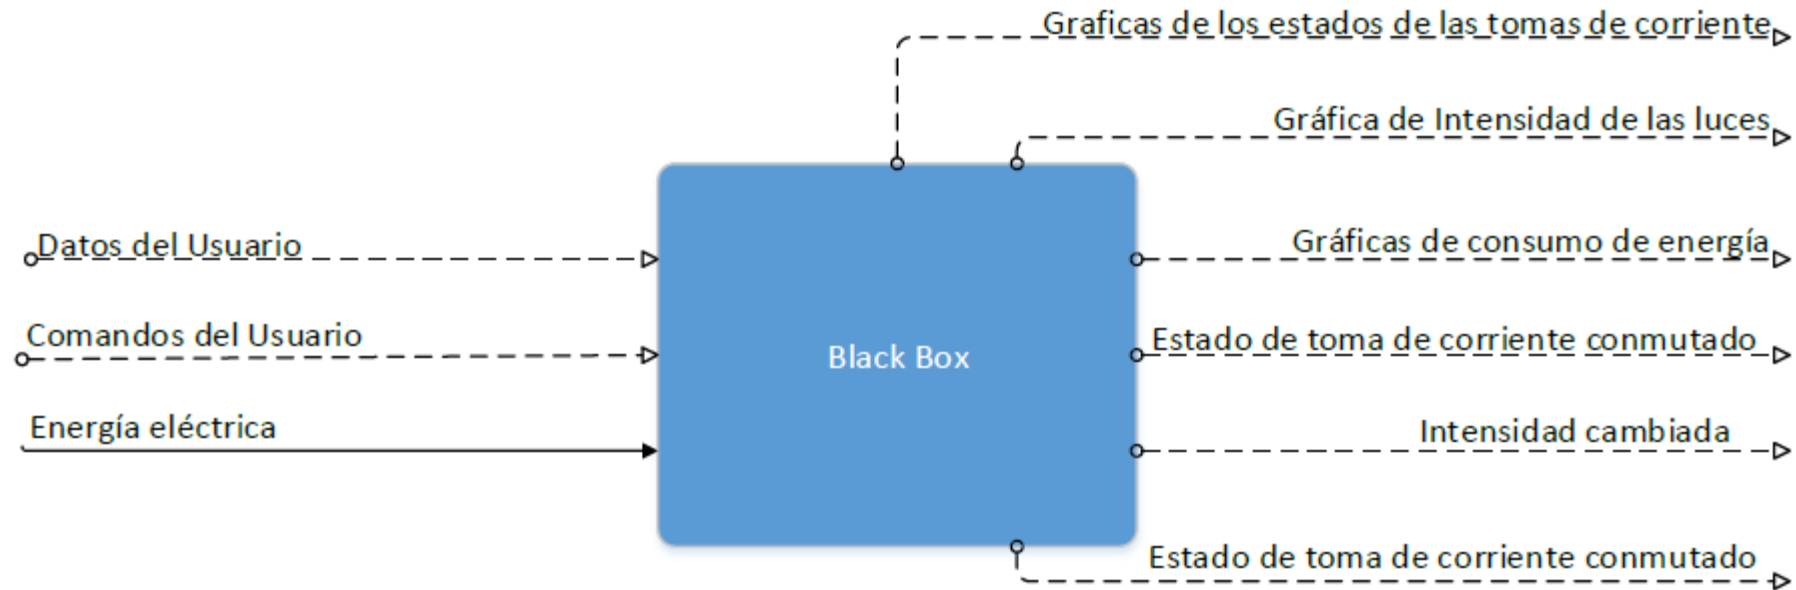 Graficas de los estados de las tomas de corriente
Gráfica de Intensidad de las luces
Datos del Usuario
Gráficas de consumo de energía
Comandos del Usuario
Estado de toma de corriente conmutado
Black Box
Energía eléctrica
Intensidad cambiada
Estado de toma de corriente conmutado